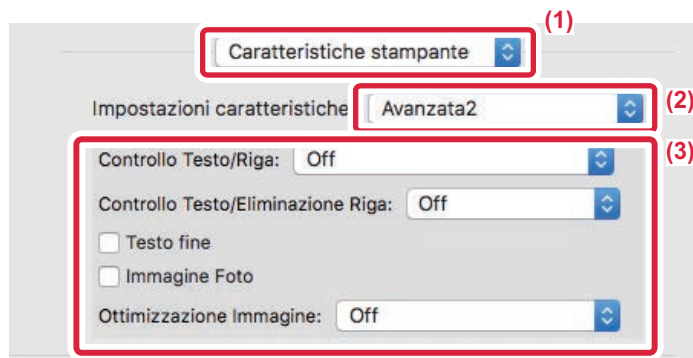 (1)
Caratteristiche stampante
Impostazioni caratteristiche Avanzata2 (2)
(3)
Controllo Testo/Riga: Off
Controllo Testo/Eliminazione Riga: Off
Testo fine
Immagine Foto
Ottimizzazione Immagine: Off